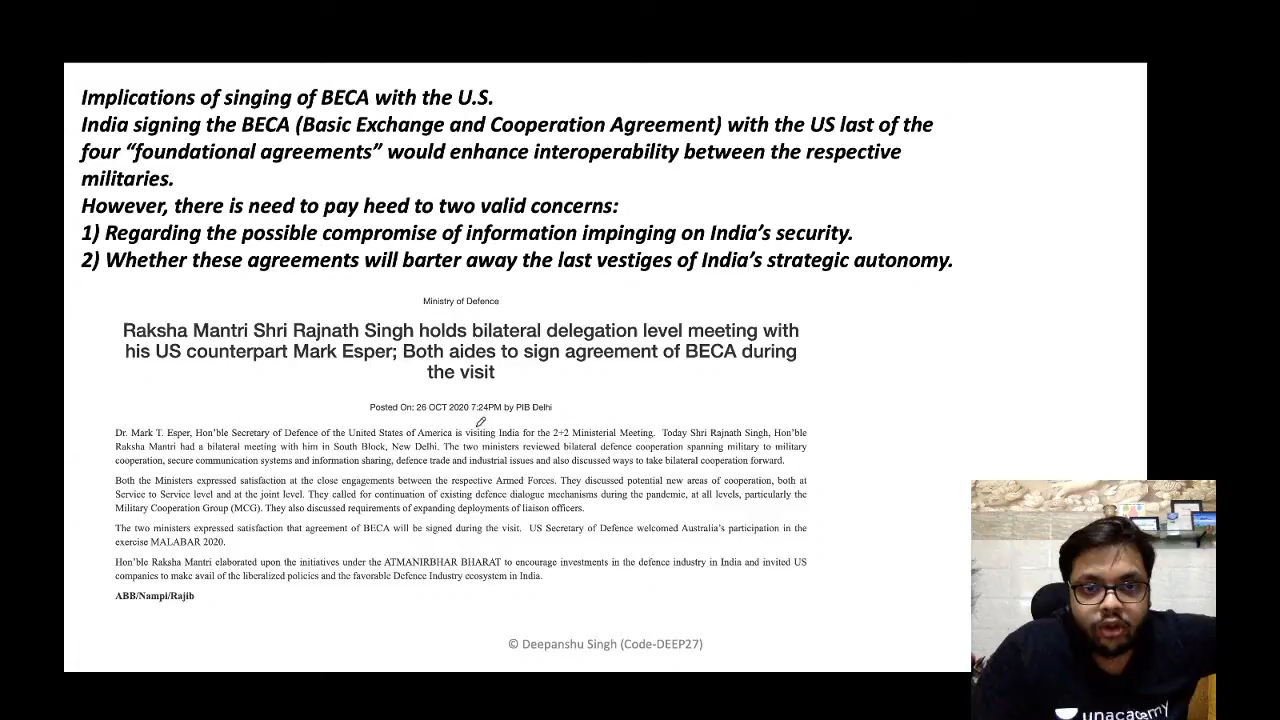 Implications of singing of BECA with the U.S.
India signing the BECA (Basic Exchange and Cooperation Agreement) with the US last of the
four “foundational agreements” would enhance interoperability between the respective
militaries.
However, there is need to pay heed to two valid concerns:
1) Regarding the possible compromise of information impinging on India’s security.
2) Whether these agreements will barter away the last vestiges of India’s strategic autonomy.
Ministry of Defence
Raksha Mantri Shri Rajnath Singh holds bilateral delegation level meeting with
his US counterpart Mark Esper; Both aides to sign agreement of BECA during
the visit
Posted On: 26 OCT 2020 7:24PM by PIB Delhi
Dr. Mark T. Esper, Hon’ble Secretary of Defence of the United States of America is visiting India for the 2+2 Ministerial Meeting. Today Shri Rajnath Singh, Hon’ble
Raksha Mantri had a bilateral meeting with him in South Block, New Delhi. The two ministers reviewed bilateral defence cooperation spanning military to military
cooperation, secure communication systems and information sharing, defence trade and industrial issues and also discussed ways to take bilateral cooperation forward.
Both the Ministers expressed satisfaction at the close engagements between the respective Armed Forces. They discussed potential new areas of cooperation, both at
Service to Service level and at the joint level. They called for continuation of existing defence dialogue mechanisms during the pandemic, at all levels, particularly the
Military Cooperation Group (MCG). They also discussed requirements of expanding deployments of liaison officers.
The two ministers expressed satisfaction that agreement of BECA will be signed during the visit. US Secretary of Defence welcomed Australia’s participation in the
exercise MALABAR 2020.
Hon’ble Raksha Mantri elaborated upon the initiatives under the ATMANIRBHAR BHARAT to encourage investments in the defence industry in India and invited US
companies to make avail of the liberalized policies and the favorable Defence Industry ecosystem in India.
ABB/Nampi/Rajib
© Deepanshu Singh (Code-DEEP27)
unacademy